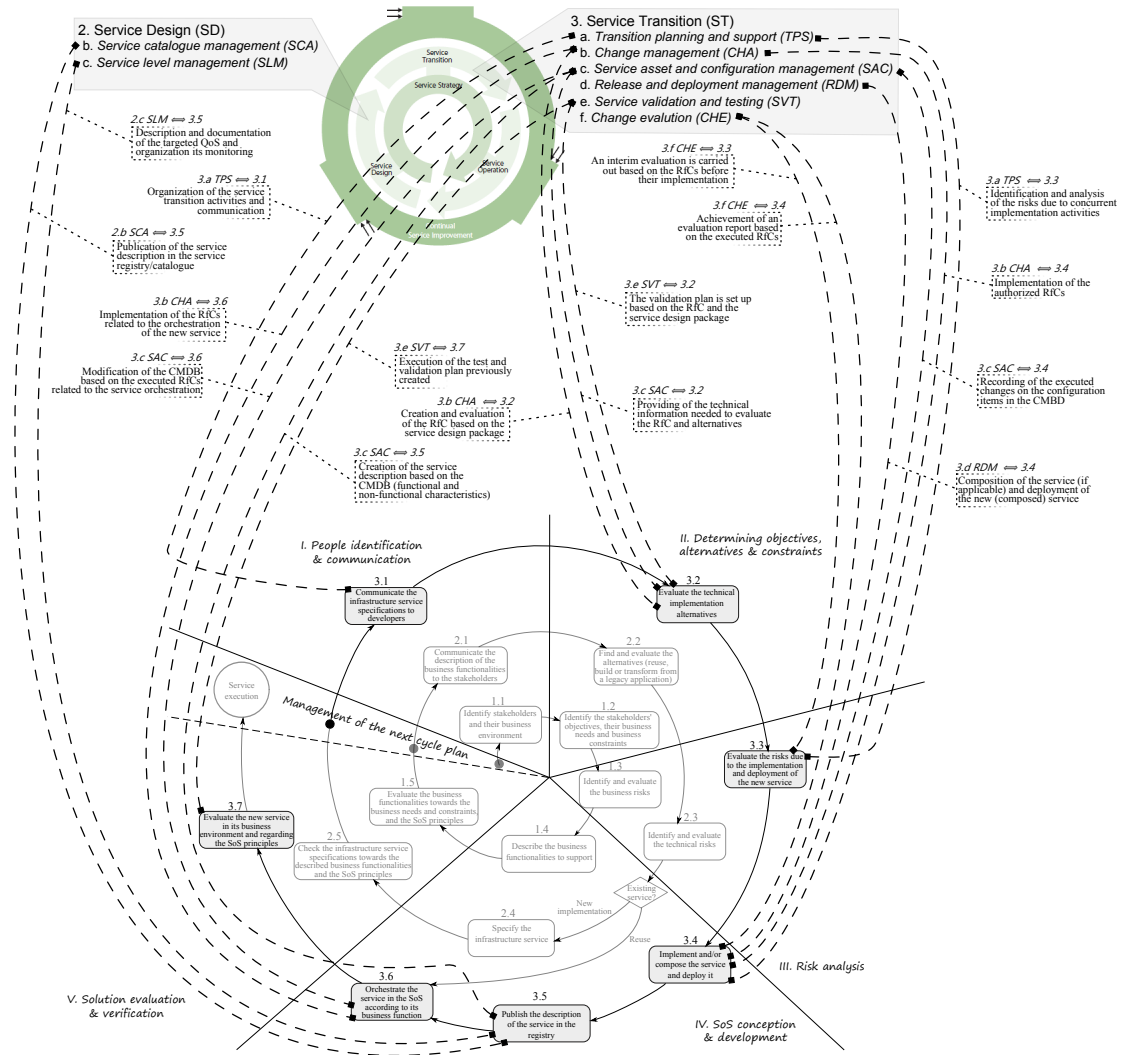 2. Service Design (SD)
b. Service catalogue management (SCA)
c. Service level management (SLM)
Service
Transition
Service Strategy
Service
Design
Service
Operation
Continual
Service Improvement
3. Service Transition (ST)
a. Transition planning and support (TPS)
b. Change management (CHA)
c. Service asset and configuration management (SAC)
d. Release and deployment management (RDM)
e. Service validation and testing (SVT)
f. Change evalution (CHE)
2.c SLM ⟺ 3.5
Description and documentation
of the targeted QoS and
organization its monitoring
3.a TPS ⟺ 3.1
Organization of the service
transition activities and
communication
2.b SCA ⟺ 3.5
Publication of the service
description in the service
registry/catalogue
3.b CHA ⟺ 3.6
Implementation of the RfCs
related to the orchestration
of the new service
3.c SAC ⟺ 3.6
Modification of the CMDB
based on the executed RfCs
related to the service orchestration
3.e SVT ⟺ 3.7
Execution of the test and
validation plan previously
created
3.b CHA ⟺ 3.2
Creation and evaluation
of the RfC based on the
service design package
3.c SAC ⟺ 3.5
Creation of the service
description based on the
CMDB (functional and
non-functional characteristics)
3.f CHE ⟺ 3.3
An interim evaluation is carried
out based on the RfCs before
their implementation
3.f CHE ⟺ 3.4
Achievement of an
evaluation report based
on the executed RfCs
3.e SVT ⟺ 3.2
The validation plan is set up
based on the RfC and the
service design package
3.c SAC ⟺ 3.2
Providing of the technical
information needed to evaluate
the RfC and alternatives
3.a TPS ⟺ 3.3
Identification and analysis
of the risks due to concurrent
implementation activities
3.b CHA ⟺ 3.4
Implementation of the
authorized RfCs
3.c SAC ⟺ 3.4
Recording of the executed
changes on the configuration
items in the CMBD
3.d RDM ⟺ 3.4
Composition of the service (if
applicable) and deployment of
the new (composed) service
I. People identification
& communication
II. Determining objectives,
alternatives & constraints
3.1
Communicate the
infrastructure service
specifications to
developers
3.2
Evaluate the technical
implementation
alternatives
2.1
Communicate the
description of the
business functionalities
to the stakeholders
2.2
Find and evaluate the
alternatives (reuse,
build or transform from
a legacy application)
Service
execution
Management of the next cycle plan
1.1
Identify stakeholders
and their business
environment
1.2
Identify the stakeholders'
objectives, their business
needs and business
constraints
3.3
Evaluate the risks due
to the implementation
and deployment of
the new service
1.3
Identify and evaluate
the business risks
1.5
Evaluate the business
functionalities towards the
business needs and constraints,
and the SoS principles
1.4
Describe the business
functionalities to support
2.3
Identify and evaluate
the technical risks
3.7
Evaluate the new service
in its business
environment and regarding
the SoS principles
2.5
Check the infrastructure service
specifications towards the
described business functionalities
and the SoS principles
Existing
service?
New
implementation
Reuse
2.4
Specify the
infrastructure service
3.4
Implement and/or
compose the service
and deploy it
III. Risk analysis
3.6
Orchestrate the
service in the SoS
according to its
business function
3.5
Publish the description
of the service in the
registry
V. Solution evaluation
& verification
IV. SoS conception
& development